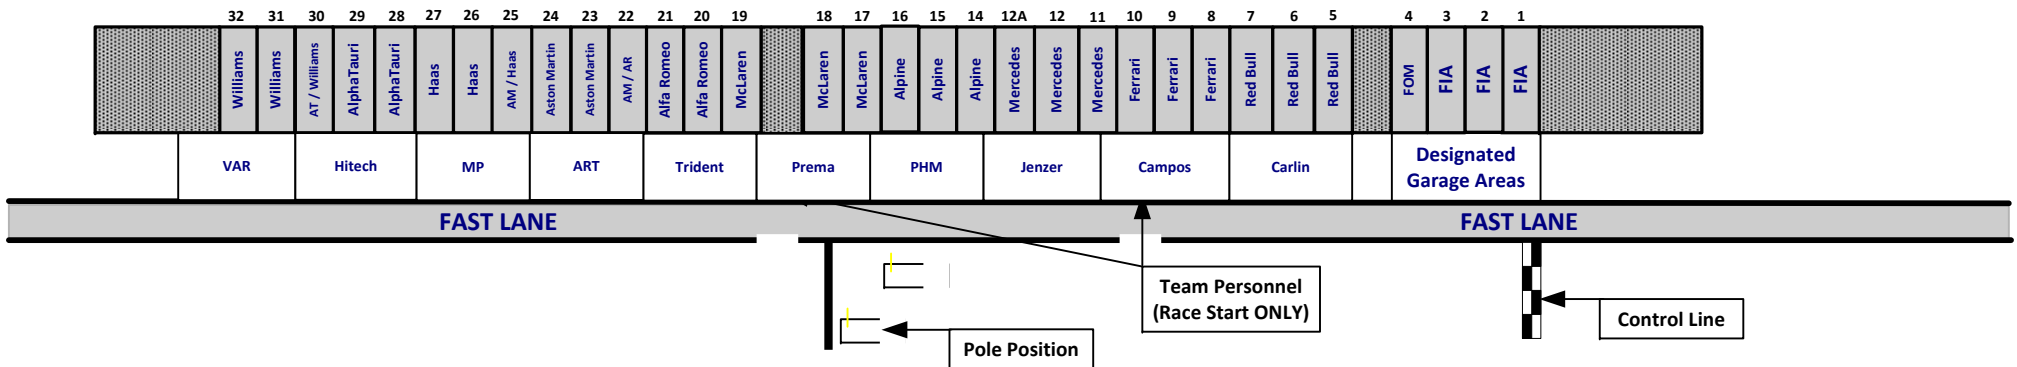 32 31 30 29 28 27 26 25 24 23 22 21 20 19 18 17 16 15 14 12A 12 11 10 9 8 7 6 5 4 3 2 1
Williams
Williams
AT / Williams
AlphaTauri
AlphaTauri
Haas
Haas
AM / Haas
Aston Martin
Aston Martin
AM / AR
Alfa Romeo
Alfa Romeo
McLaren
McLaren
McLaren
Alpine
Alpine
Alpine
Mercedes
Mercedes
Mercedes
Ferrari
Ferrari
Ferrari
Red Bull
Red Bull
Red Bull
FOM
FIA
FIA
FIA
VAR
Hitech
MP
ART
Trident
Prema
PHM
Jenzer
Campos
Carlin
Designated
Garage Areas
FAST LANE
FAST LANE
Team Personnel
(Race Start ONLY)
Control Line
Pole Position